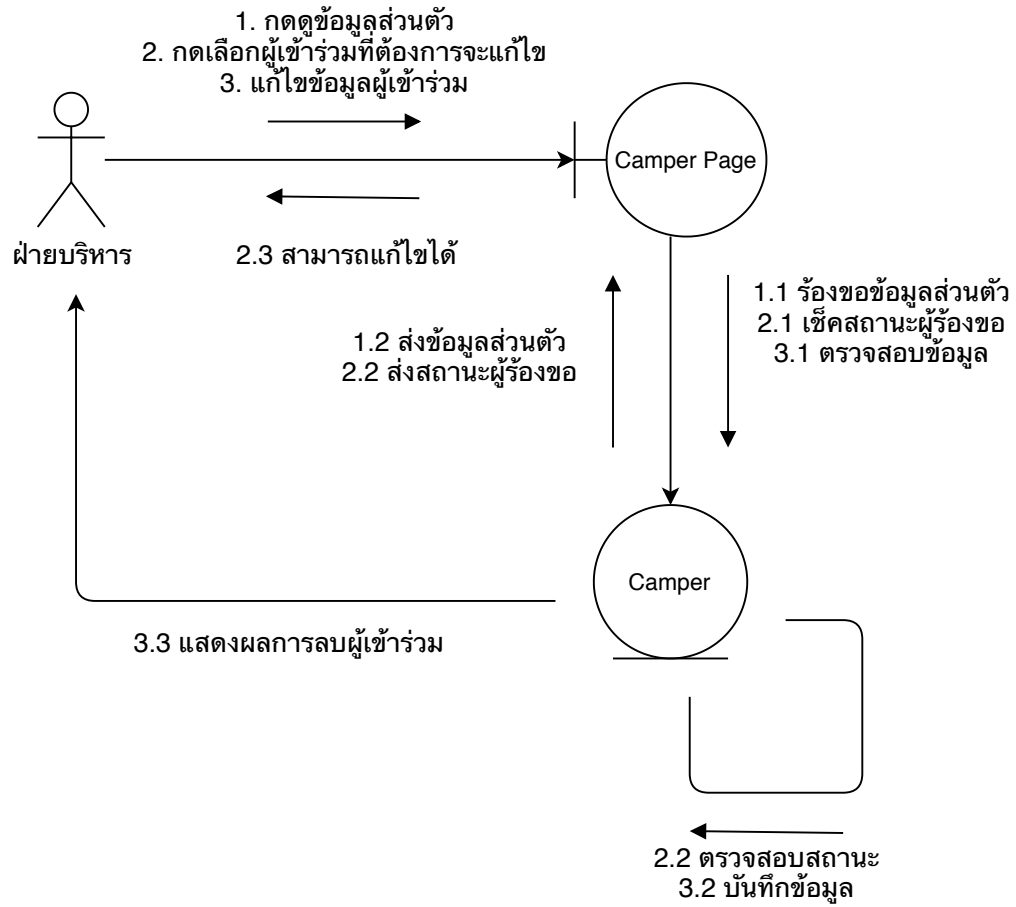 1. กดดูข้อมูลส่วนตัว
2. กดเลือกผู้เข้าร่วมที่ต้องการจะแก้ไข
3. แก้ไขข้อมูลผู้เข้าร่วม
Camper Page
ฝ่ายบริหาร
2.3 สามารถแก้ไขได้
1.1 ร้องขอข้อมูลส่วนตัว
2.1 เช็คสถานะผู้ร้องขอ
3.1 ตรวจสอบข้อมูล
1.2 ส่งข้อมูลส่วนตัว
2.2 ส่งสถานะผู้ร้องขอ
Camper
3.3 แสดงผลการลบผู้เข้าร่วม
2.2 ตรวจสอบสถานะ
3.2 บันทึกข้อมูล